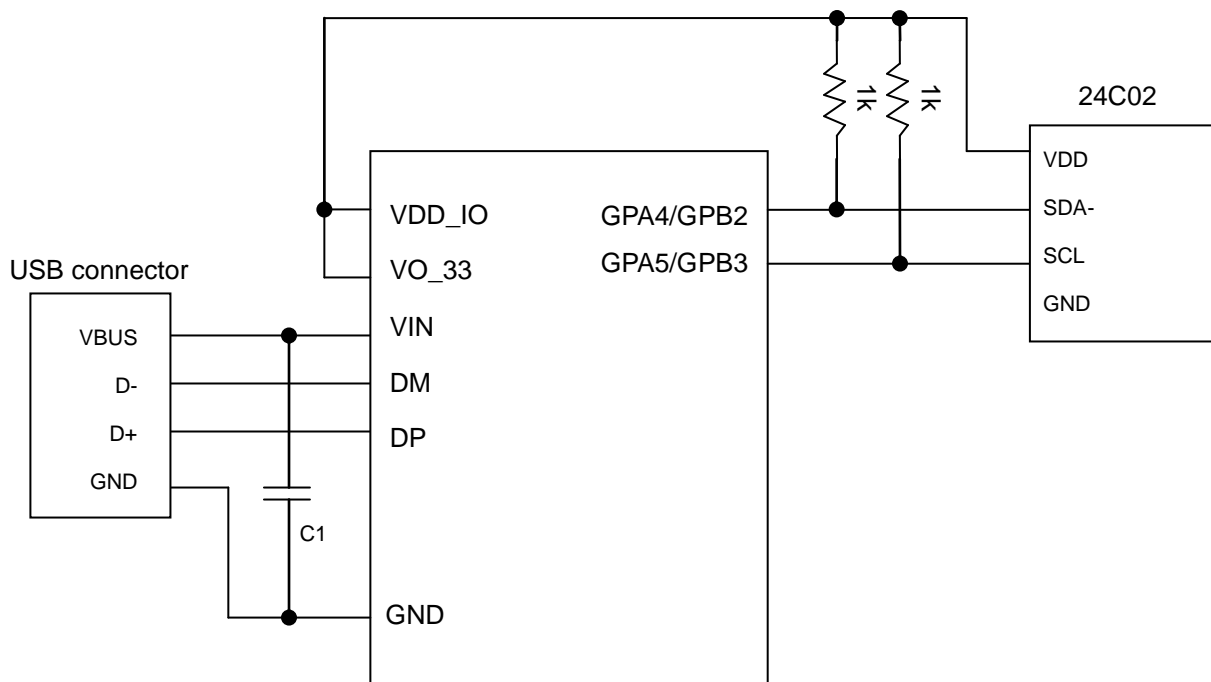 1k
1k
24C02
VDD
SDA-
SCL
GND
VDD_IO
VO_33
VIN
DM
DP
GND
GPA4/GPB2
GPA5/GPB3
USB connector
VBUS
D-
D+
GND
C1